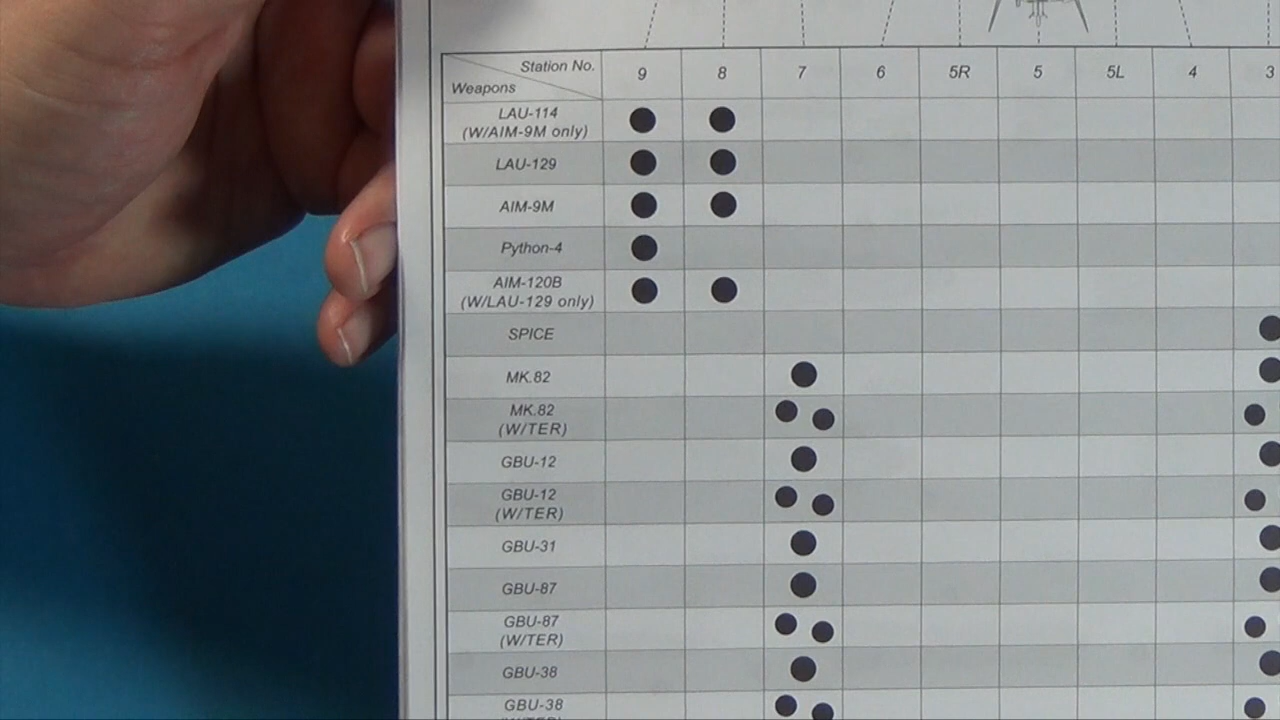 Station No.
Weapons
9 8 7 6 5R 5 5L 4 3
LAU-114
(W/AIM-9M only)
LAU-129
AIM-9M
Python-4
AIM-120B
(W/LAU-129 only)
SPICE
MK.82
MK.82
(W/TER)
GBU-12
GBU-12
(W/TER)
GBU-31
GBU-87
GBU-87
(W/TER)
GBU-38
GBU-38
(W/TER)